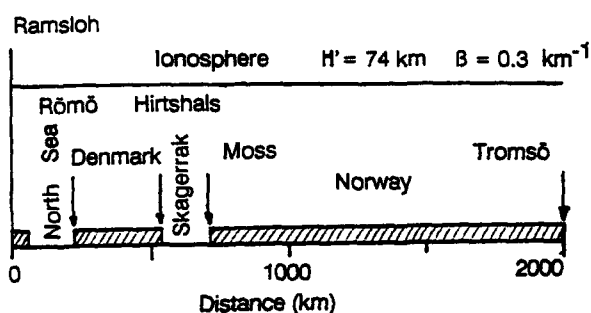 Ramsloh
Ionosphere H' = 74 km β = 0.3 km⁻¹
Römö Hirtshals
North Sea
Denmark
Skagerrak
Moss
Norway
Tromsö
0 1000 2000
Distance (km)